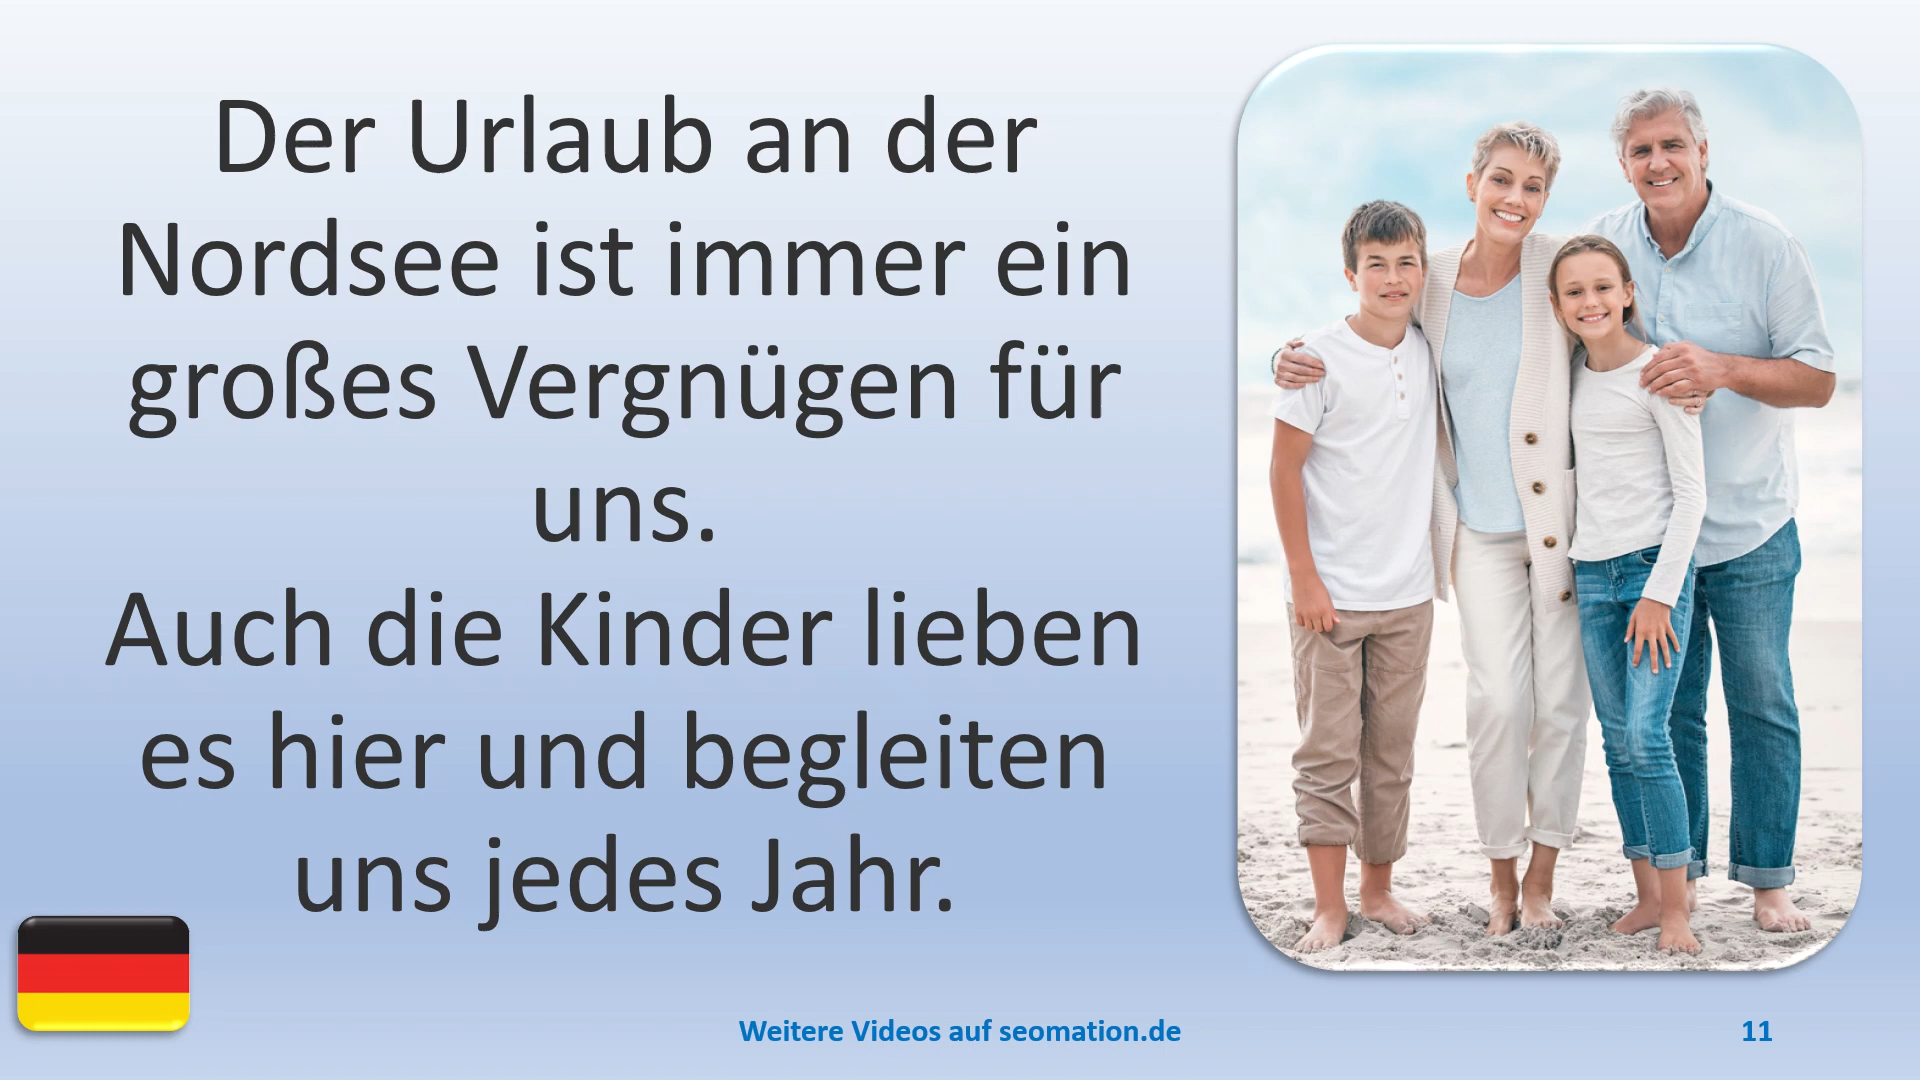 Der Urlaub an der
Nordsee ist immer ein
großes Vergnügen für
uns.
Auch die Kinder lieben
es hier und begleiten
uns jedes Jahr.
Weitere Videos auf seomation.de
11